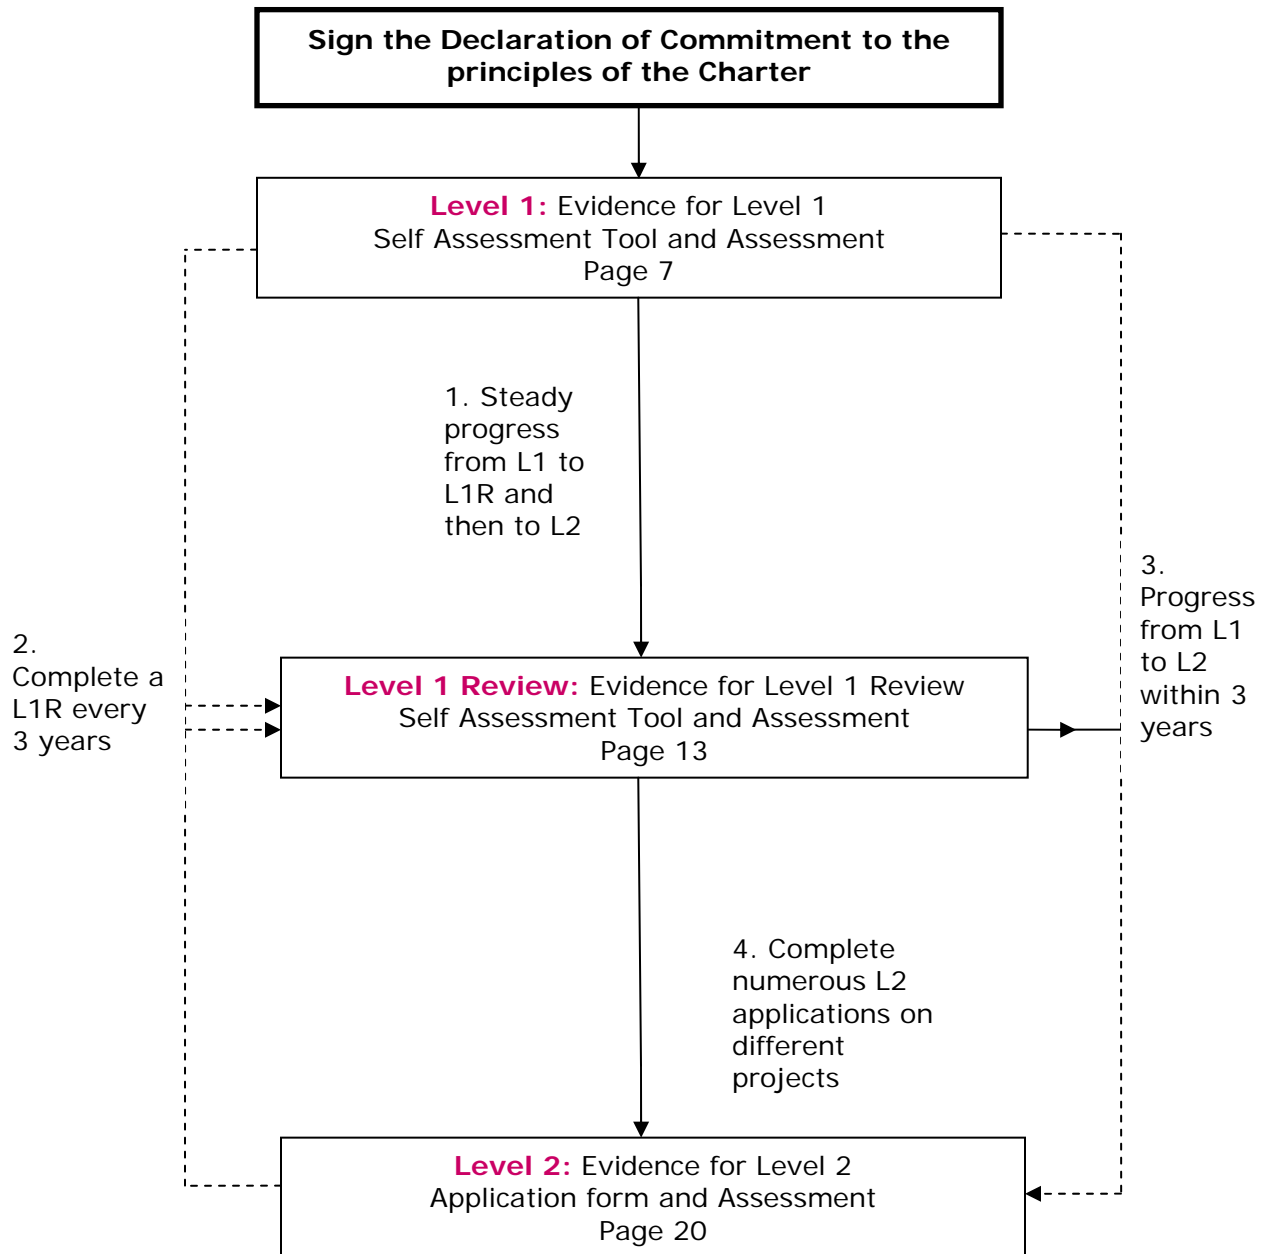 Sign the Declaration of Commitment to the
principles of the Charter
Level 1: Evidence for Level 1
Self Assessment Tool and Assessment
Page 7
1. Steady
progress
from L1 to
L1R and
then to L2
2.
Complete a
L1R every
3 years
3.
Progress
from L1
to L2
within 3
years
Level 1 Review: Evidence for Level 1 Review
Self Assessment Tool and Assessment
Page 13
4. Complete
numerous L2
applications on
different
projects
Level 2: Evidence for Level 2
Application form and Assessment
Page 20